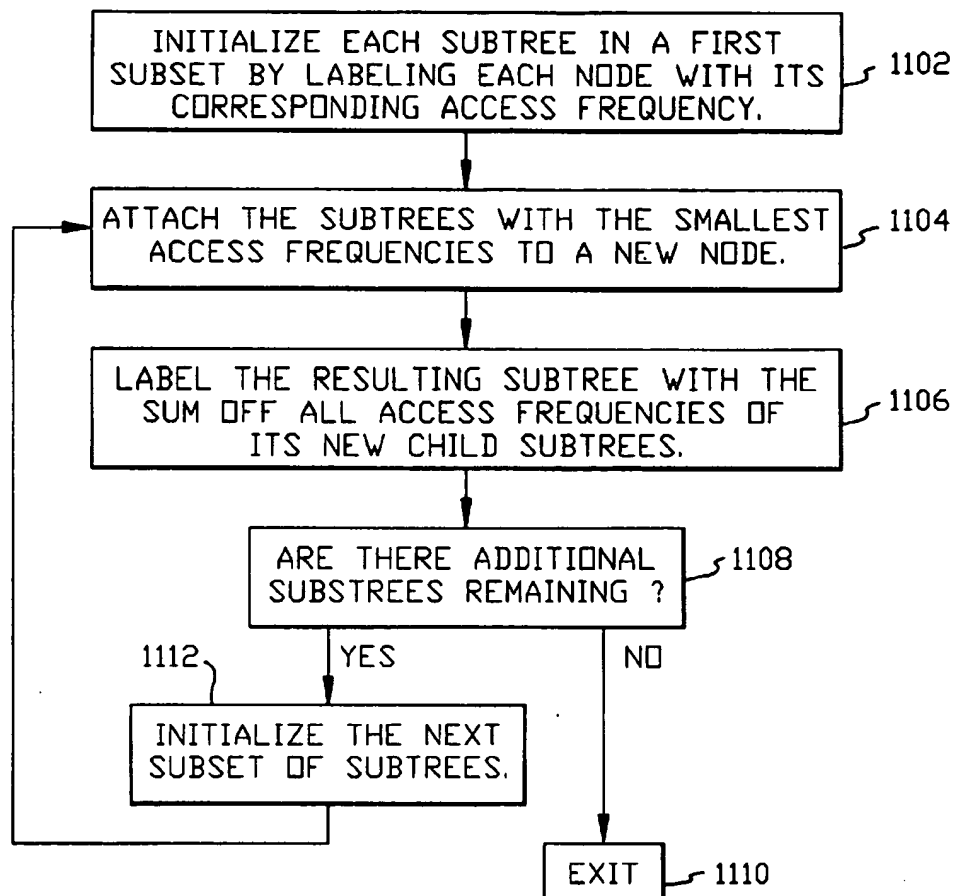 INITIALIZE EACH SUBTREE IN A FIRST
SUBSET BY LABELING EACH NODE WITH ITS
CORRESPONDING ACCESS FREQUENCY.
1102
ATTACH THE SUBTREES WITH THE SMALLEST
ACCESS FREQUENCIES TO A NEW NODE.
1104
LABEL THE RESULTING SUBTREE WITH THE
SUM OFF ALL ACCESS FREQUENCIES OF
ITS NEW CHILD SUBTREES.
1106
ARE THERE ADDITIONAL
SUBSTREES REMAINING ?
1108
YES
NO
1112
INITIALIZE THE NEXT
SUBSET OF SUBTREES.
EXIT
1110